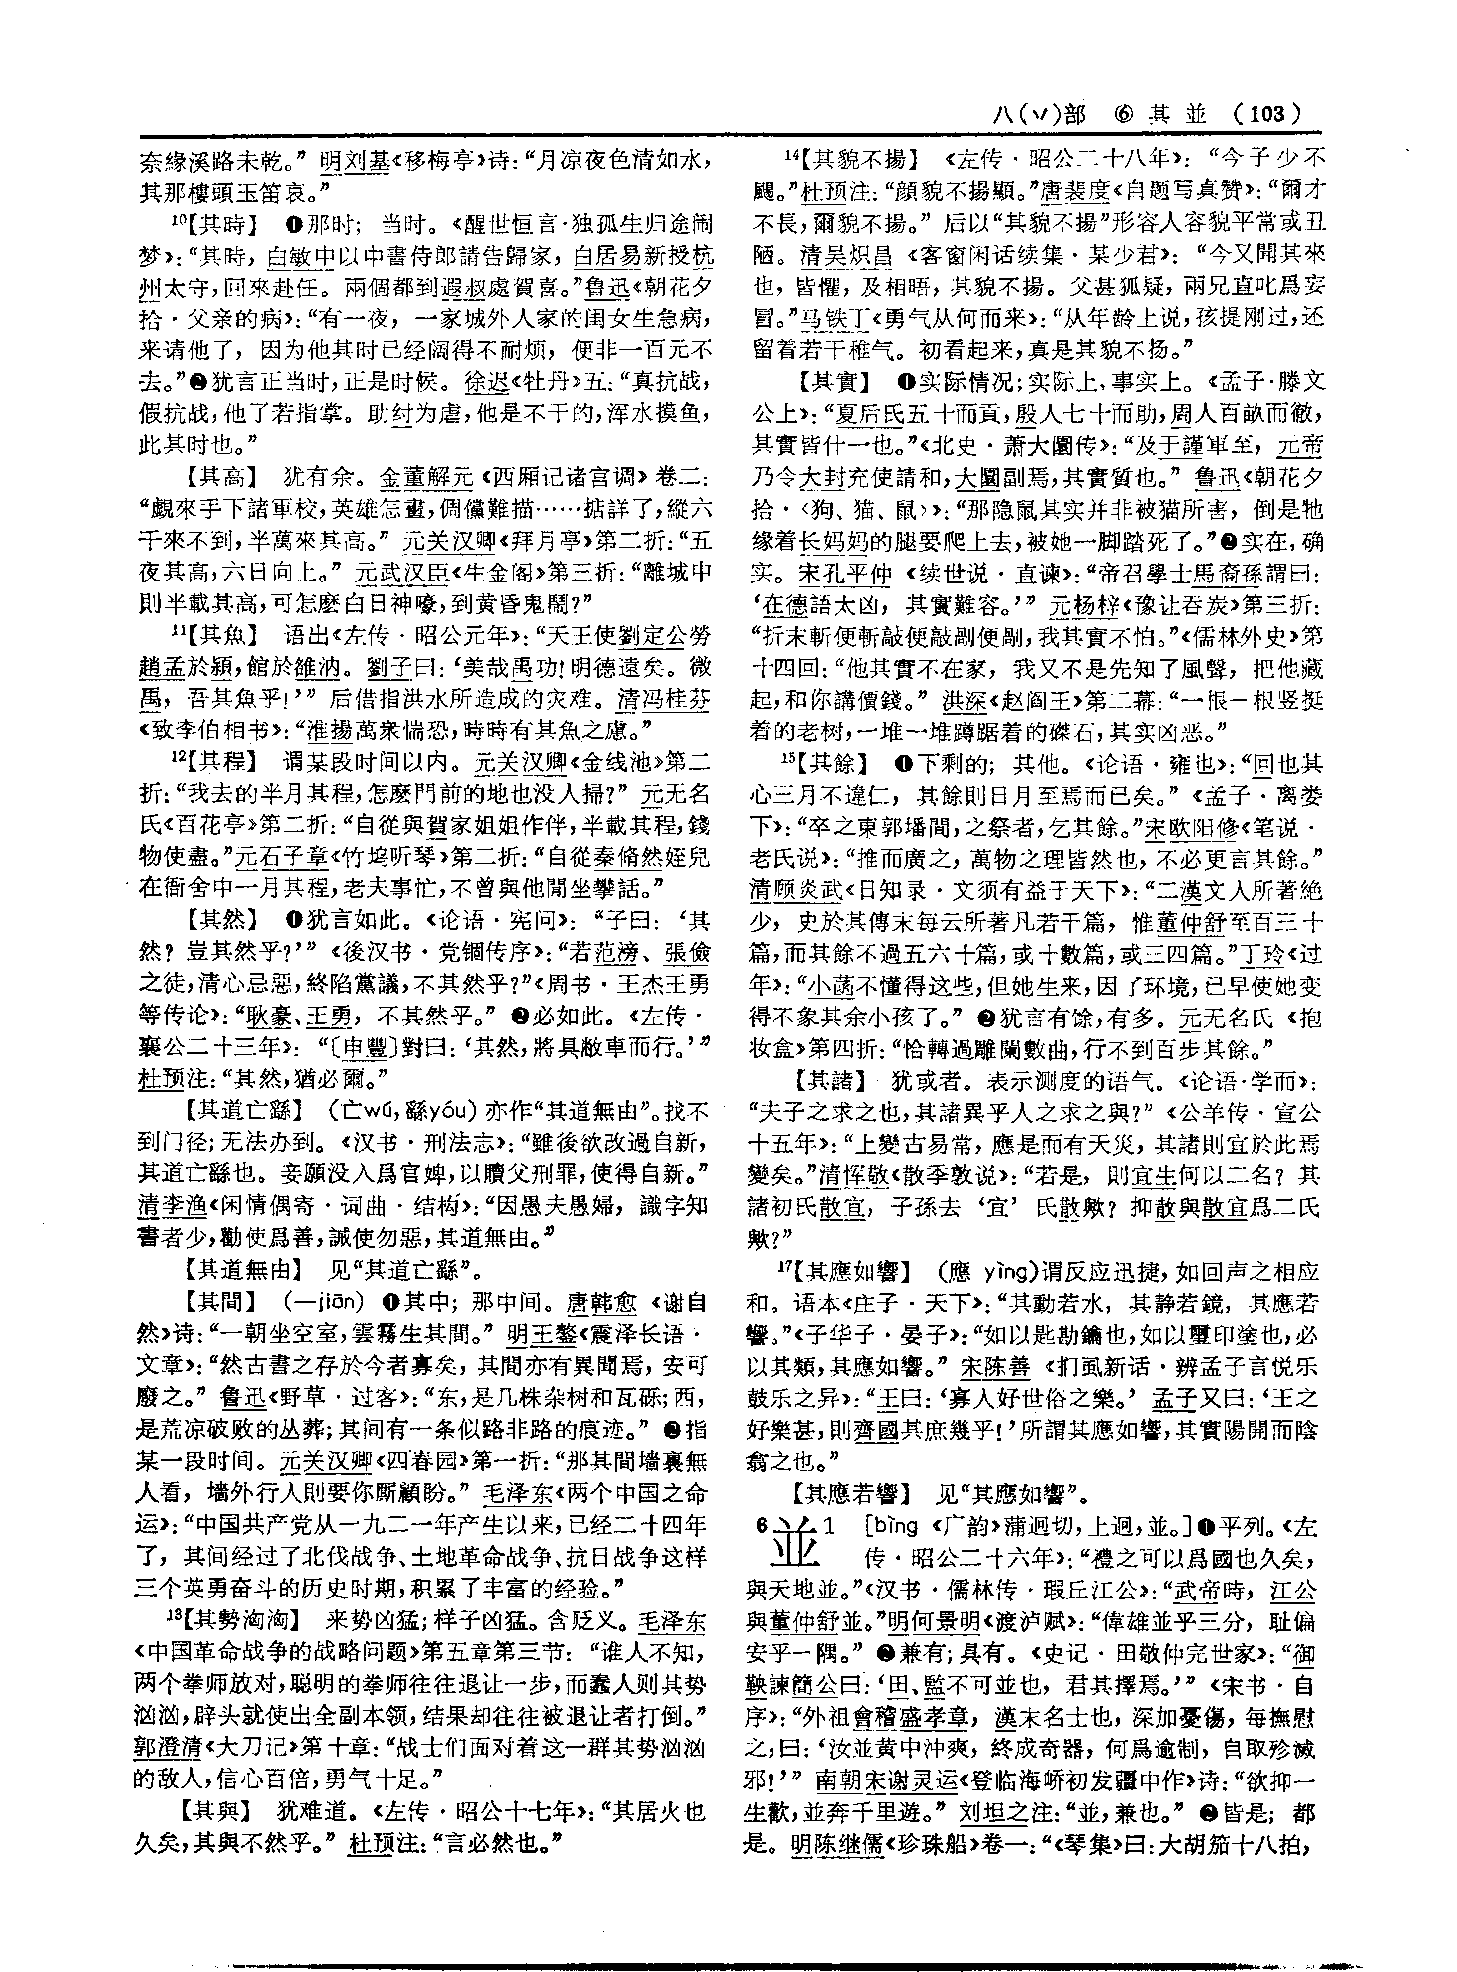 八(丷)部 ⑥ 其 並 (103)
奈緣溪路未乾。”明刘基《移梅亭》诗:“月凉夜色清如水,
其那樓頭玉笛哀。”
10【其時】 ❶那时;当时。《醒世恒言·独孤生归途闹
梦》:“其時,白敏中以中書侍郎請告歸家,白居易新授杭
州太守,回來赴任。兩個都到遐叔處賀喜。”鲁迅《朝花夕
拾·父亲的病》:“有一夜,一家城外人家的闺女生急病,
来请他了,因为他其时已经阔得不耐烦,便非一百元不
去。”❷犹言正当时,正是时候。徐迟《牡丹》五:“真抗战,
假抗战,他了若指掌。助纣为虐,他是不干的,浑水摸鱼,
此其时也。”
【其高】 犹有余。金董解元《西厢记诸宫调》卷二:
“覷來手下諸軍校,英雄怎畫,倜儻難描……掂詳了,縱六
千來不到,半萬來其高。”元关汉卿《拜月亭》第二折:“五
夜其高,六日向上。”元武汉臣《生金阁》第三折:“離城中
則半載其高,可怎麽白日神嚎,到黄昏鬼鬧?”
11【其魚】 语出《左传·昭公元年》:“天王使劉定公勞
趙孟於潁,館於雒汭。劉子曰:‘美哉禹功!明德遠矣。微
禹,吾其魚乎!’”后借指洪水所造成的灾难。清冯桂芬
《致李伯相书》:“淮揚萬衆惴恐,時時有其魚之慮。”
12【其程】 谓某段时间以内。元关汉卿《金线池》第二
折:“我去的半月其程,怎麽門前的地也没人掃?”元无名
氏《百花亭》第二折:“自從與賀家姐姐作伴,半載其程,錢
物使盡。”元石子章《竹坞听琴》第二折:“自從秦脩然姪兒
在衙舍中一月其程,老夫事忙,不曾與他閒坐攀話。”
【其然】 ❶犹言如此。《论语·宪问》:“子曰:‘其
然?豈其然乎?’”《後汉书·党锢传序》:“若范滂、張儉
之徒,清心忌惡,終陷黨議,不其然乎?”《周书·王杰王勇
等传论》:“耿豪、王勇,不其然乎。”❷必如此。《左传·
襄公二十三年》:“〔申豐〕對曰:‘其然,將具敝車而行。’”
杜预注:“其然,猶必爾。”
【其道亡繇】 (亡wú,繇yóu)亦作“其道無由”。找不
到门径;无法办到。《汉书·刑法志》:“雖後欲改過自新,
其道亡繇也。妾願没入爲官婢,以贖父刑罪,使得自新。”
清李渔《闲情偶寄·词曲·结构》:“因愚夫愚婦,識字知
書者少,勸使爲善,誡使勿惡,其道無由。”
【其道無由】 见“其道亡繇”。
【其間】 (—jiān) ❶其中;那中间。唐韩愈《谢自
然》诗:“一朝坐空室,雲霧生其間。”明王鏊《震泽长语·
文章》:“然古書之存於今者寡矣,其間亦有異聞焉,安可
廢之。”鲁迅《野草·过客》:“东,是几株杂树和瓦砾;西,
是荒凉破败的丛葬;其间有一条似路非路的痕迹。”❷指
某一段时间。元关汉卿《四春园》第一折:“那其間墻裏無
人看,墻外行人則要你厮顧盼。”毛泽东《两个中国之命
运》:“中国共产党从一九二一年产生以来,已经二十四年
了,其间经过了北伐战争、土地革命战争、抗日战争这样
三个英勇奋斗的历史时期,积累了丰富的经验。”
13【其勢洶洶】 来势凶猛;样子凶猛。含贬义。毛泽东
《中国革命战争的战略问题》第五章第三节:“谁人不知,
两个拳师放对,聪明的拳师往往退让一步,而蠢人则其势
汹汹,辟头就使出全副本领,结果却往往被退让者打倒。”
郭澄清《大刀记》第十章:“战士们面对着这一群其势汹汹
的敌人,信心百倍,勇气十足。”
【其與】 犹难道。《左传·昭公十七年》:“其居火也
久矣,其與不然乎。”杜预注:“言必然也。”
14【其貌不揚】 《左传·昭公二十八年》:“今子少不
颺。”杜预注:“顔貌不揚顯。”唐裴度《自题写真赞》:“爾才
不長,爾貌不揚。”后以“其貌不揚”形容人容貌平常或丑
陋。清吴炽昌《客窗闲话续集·某少君》:“今又聞其來
也,皆懼,及相晤,其貌不揚。父甚狐疑,兩兄直叱爲妄
冒。”马铁丁《勇气从何而来》:“从年龄上说,孩提刚过,还
留着若干稚气。初看起来,真是其貌不扬。”
【其實】 ❶实际情况;实际上,事实上。《孟子·滕文
公上》:“夏后氏五十而貢,殷人七十而助,周人百畝而徹,
其實皆什一也。”《北史·萧大圜传》:“及于謹軍至,元帝
乃令大封充使請和,大圜副焉,其實質也。”鲁迅《朝花夕
拾·〈狗、猫、鼠〉》:“那隐鼠其实并非被猫所害,倒是牠
缘着长妈妈的腿要爬上去,被她一脚踏死了。”❷实在,确
实。宋孔平仲《续世说·直谏》:“帝召學士馬裔孫謂曰:
‘在德語太凶,其實難容。’”元杨梓《豫让吞炭》第三折:
“折末斬便斬敲便敲剮便剮,我其實不怕。”《儒林外史》第
十四回:“他其實不在家,我又不是先知了風聲,把他藏
起,和你講價錢。”洪深《赵阎王》第二幕:“一根一根竖挺
着的老树,一堆一堆蹲踞着的磔石,其实凶恶。”
15【其餘】 ❶下剩的;其他。《论语·雍也》:“回也其
心三月不違仁,其餘則日月至焉而已矣。”《孟子·离娄
下》:“卒之東郭墦間,之祭者,乞其餘。”宋欧阳修《笔说·
老氏说》:“推而廣之,萬物之理皆然也,不必更言其餘。”
清顾炎武《日知录·文须有益于天下》:“二漢文人所著絶
少,史於其傳末每云所著凡若干篇,惟董仲舒至百三十
篇,而其餘不過五六十篇,或十數篇,或三四篇。”丁玲《过
年》:“小菡不懂得这些,但她生来,因了环境,已早使她变
得不象其余小孩了。”❷犹言有馀,有多。元无名氏《抱
妆盒》第四折:“恰轉過雕闌數曲,行不到百步其餘。”
【其諸】 犹或者。表示测度的语气。《论语·学而》:
“夫子之求之也,其諸異乎人之求之與?”《公羊传·宣公
十五年》:“上變古易常,應是而有天災,其諸則宜於此焉
變矣。”清恽敬《散季敦说》:“若是,則宜生何以二名?其
諸初氏散宜,子孫去‘宜’氏散歟?抑散與散宜爲二氏
歟?”
17【其應如響】 (應 yìng)谓反应迅捷,如回声之相应
和。语本《庄子·天下》:“其動若水,其静若鏡,其應若
響。”《子华子·晏子》:“如以匙勘鑰也,如以璽印塗也,必
以其類,其應如響。”宋陈善《扪虱新话·辨孟子言悦乐
鼓乐之异》:“王曰:‘寡人好世俗之樂。’孟子又曰:‘王之
好樂甚,則齊國其庶幾乎!’所謂其應如響,其實陽開而陰
翕之也。”
【其應若響】 见“其應如響”。
6並1 [bìng《广韵》蒲迥切,上迥,並。]❶平列。《左
传·昭公二十六年》:“禮之可以爲國也久矣,
與天地並。”《汉书·儒林传·瑕丘江公》:“武帝時,江公
與董仲舒並。”明何景明《渡泸赋》:“偉雄並乎三分,耻偏
安乎一隅。”❷兼有;具有。《史记·田敬仲完世家》:“御
鞅諫簡公曰:‘田、監不可並也,君其擇焉。’”《宋书·自
序》:“外祖會稽盛孝章,漢末名士也,深加憂傷,每撫慰
之,曰:‘汝並黄中沖爽,終成奇器,何爲逾制,自取殄滅
邪!’”南朝宋谢灵运《登临海峤初发疆中作》诗:“欲抑一
生歡,並奔千里遊。”刘坦之注:“並,兼也。”❸皆是;都
是。明陈继儒《珍珠船》卷一:“《琴集》曰:大胡笳十八拍,